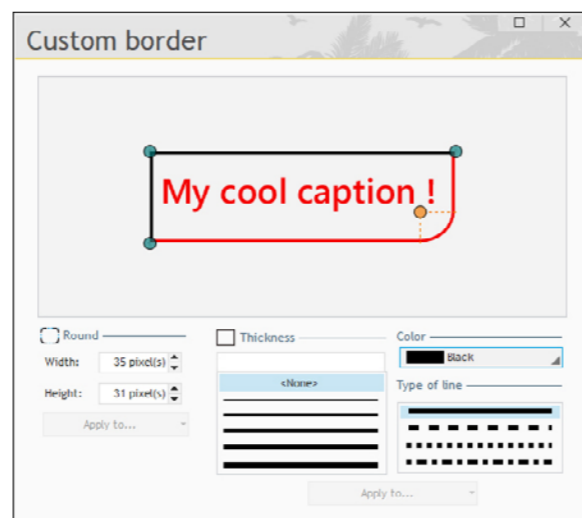 Custom border
My cool caption !
Round
Width: 35 pixel(s)
Height: 31 pixel(s)
Apply to...
Thickness
<None>
Color
Black
Type of line
Apply to...